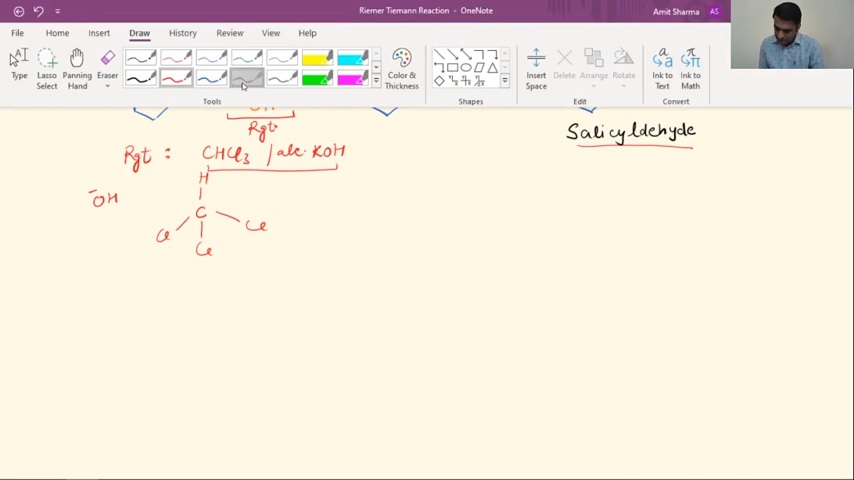 Riemer Tiemann Reaction - OneNote
Amit Sharma
AS
File
Home
Insert
Draw
History
Review
View
Help
Type
Lasso Select
Panning Hand
Eraser
Color & Thickness
Insert Space
Delete
Arrange
Rotate
Ink to Text
Ink to Math
Tools
Shapes
Edit
Convert
Rgt
Salicyldehyde
Rgt : CHCl3 / alc. KOH
H
-OH
C
Cl
Cl
Cl